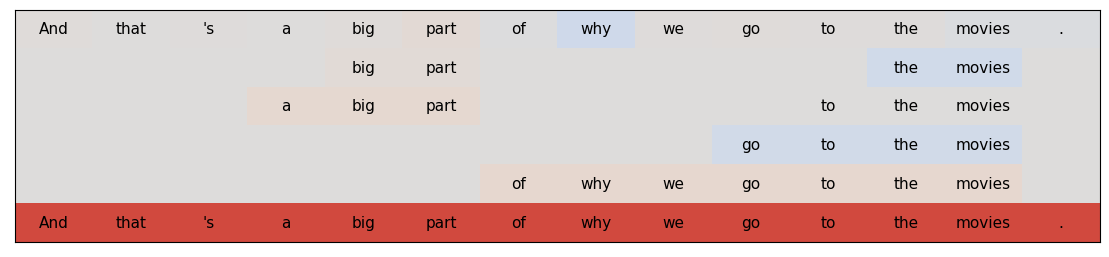 And that 's a big part of why we go to the movies .
big part the movies
a big part to the movies
go to the movies
of why we go to the movies
And that 's a big part of why we go to the movies .